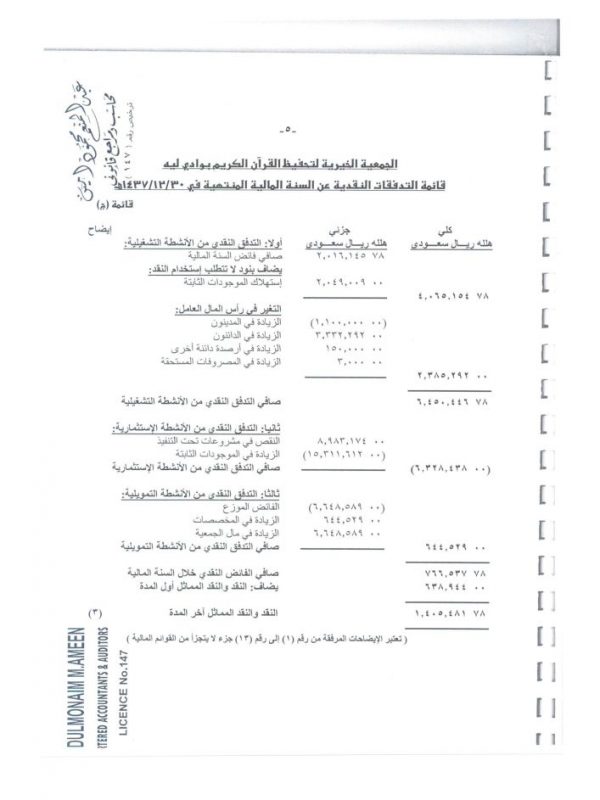 عبدالمنعم محمود أمين
محاسب ومراجع قانوني
ترخيص رقم (١٤٧)
-٥-
الجمعية الخيرية لتحفيظ القرآن الكريم بوادي ليه
قائمة التدفقات النقدية عن السنة المالية المنتهية في ١٤٣٧/١٢/٣٠هـ
قائمة (م)
إيضاح جزئي كلي
هلله ريال سعودي هلله ريال سعودي
أولا: التدفق النقدي من الأنشطة التشغيلية:
صافي فائض السنة المالية ٢,٠١٦,١٤٥ ٧٨
يضاف بنود لا تتطلب إستخدام النقد:
إستهلاك الموجودات الثابتة ٢,٠٤٩,٠٠٩ ٠٠
٤,٠٦٥,١٥٤ ٧٨
التغير في رأس المال العامل:
الزيادة في المدينون (١,١٠٠,٠٠٠ ٠٠)
الزيادة في الدائنون ٣,٣٣٢,٢٩٢ ٠٠
الزيادة في أرصدة دائنة أخرى ١٥٠,٠٠٠ ٠٠
الزيادة في المصروفات المستحقة ٣,٠٠٠ ٠٠
٢,٣٨٥,٢٩٢ ٠٠
صافي التدفق النقدي من الأنشطة التشغيلية ٦,٤٥٠,٤٤٦ ٧٨
ثانيا: التدفق النقدي من الأنشطة الإستثمارية:
النقص في مشروعات تحت التنفيذ ٨,٩٨٣,١٧٤ ٠٠
الزيادة في الموجودات الثابتة (١٥,٣١١,٦١٢ ٠٠)
صافي التدفق النقدي من الأنشطة الإستثمارية (٦,٣٢٨,٤٣٨ ٠٠)
ثالثا: التدفق النقدي من الأنشطة التمويلية:
الفائض الموزع (٦,٦٤٨,٥٨٩ ٠٠)
الزيادة في المخصصات ٦٤٤,٥٢٩ ٠٠
الزيادة في مال الجمعية ٦,٦٤٨,٥٨٩ ٠٠
صافي التدفق النقدي من الأنشطة التمويلية ٦٤٤,٥٢٩ ٠٠
صافي الفائض النقدي خلال السنة المالية ٧٦٦,٥٣٧ ٧٨
يضاف: النقد والنقد المماثل أول المدة ٦٣٨,٩٤٤ ٠٠
النقد والنقد المماثل أخر المدة (٣) ١,٤٠٥,٤٨١ ٧٨
( تعتبر الإيضاحات المرفقة من رقم (١) إلى رقم (١٣) جزء لا يتجزأ من القوائم المالية )
DULMONAIM M.AMEEN
TERED ACCOUNTANTS & AUDITORS
LICENCE No.147